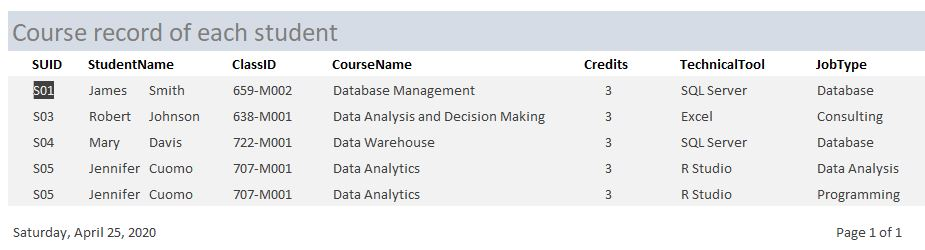 Course record of each student
SUID StudentName ClassID CourseName Credits TechnicalTool JobType
S01 James Smith 659-M002 Database Management 3 SQL Server Database
S03 Robert Johnson 638-M001 Data Analysis and Decision Making 3 Excel Consulting
S04 Mary Davis 722-M001 Data Warehouse 3 SQL Server Database
S05 Jennifer Cuomo 707-M001 Data Analytics 3 R Studio Data Analysis
S05 Jennifer Cuomo 707-M001 Data Analytics 3 R Studio Programming
Saturday, April 25, 2020 Page 1 of 1